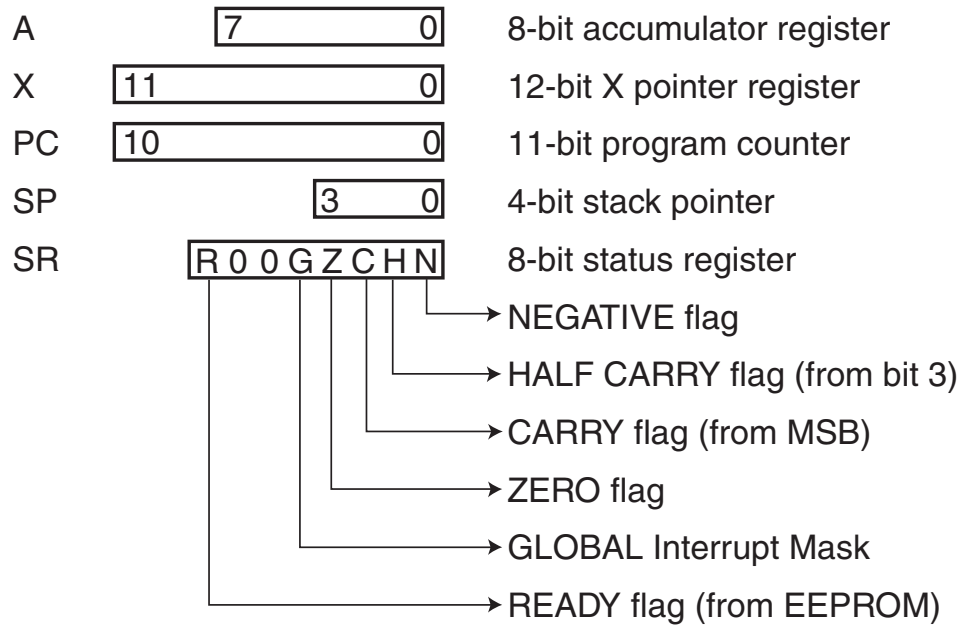 A 7 0 8-bit accumulator register
X 11 0 12-bit X pointer register
PC 10 0 11-bit program counter
SP 3 0 4-bit stack pointer
SR R 0 0 G Z C H N 8-bit status register
NEGATIVE flag
HALF CARRY flag (from bit 3)
CARRY flag (from MSB)
ZERO flag
GLOBAL Interrupt Mask
READY flag (from EEPROM)